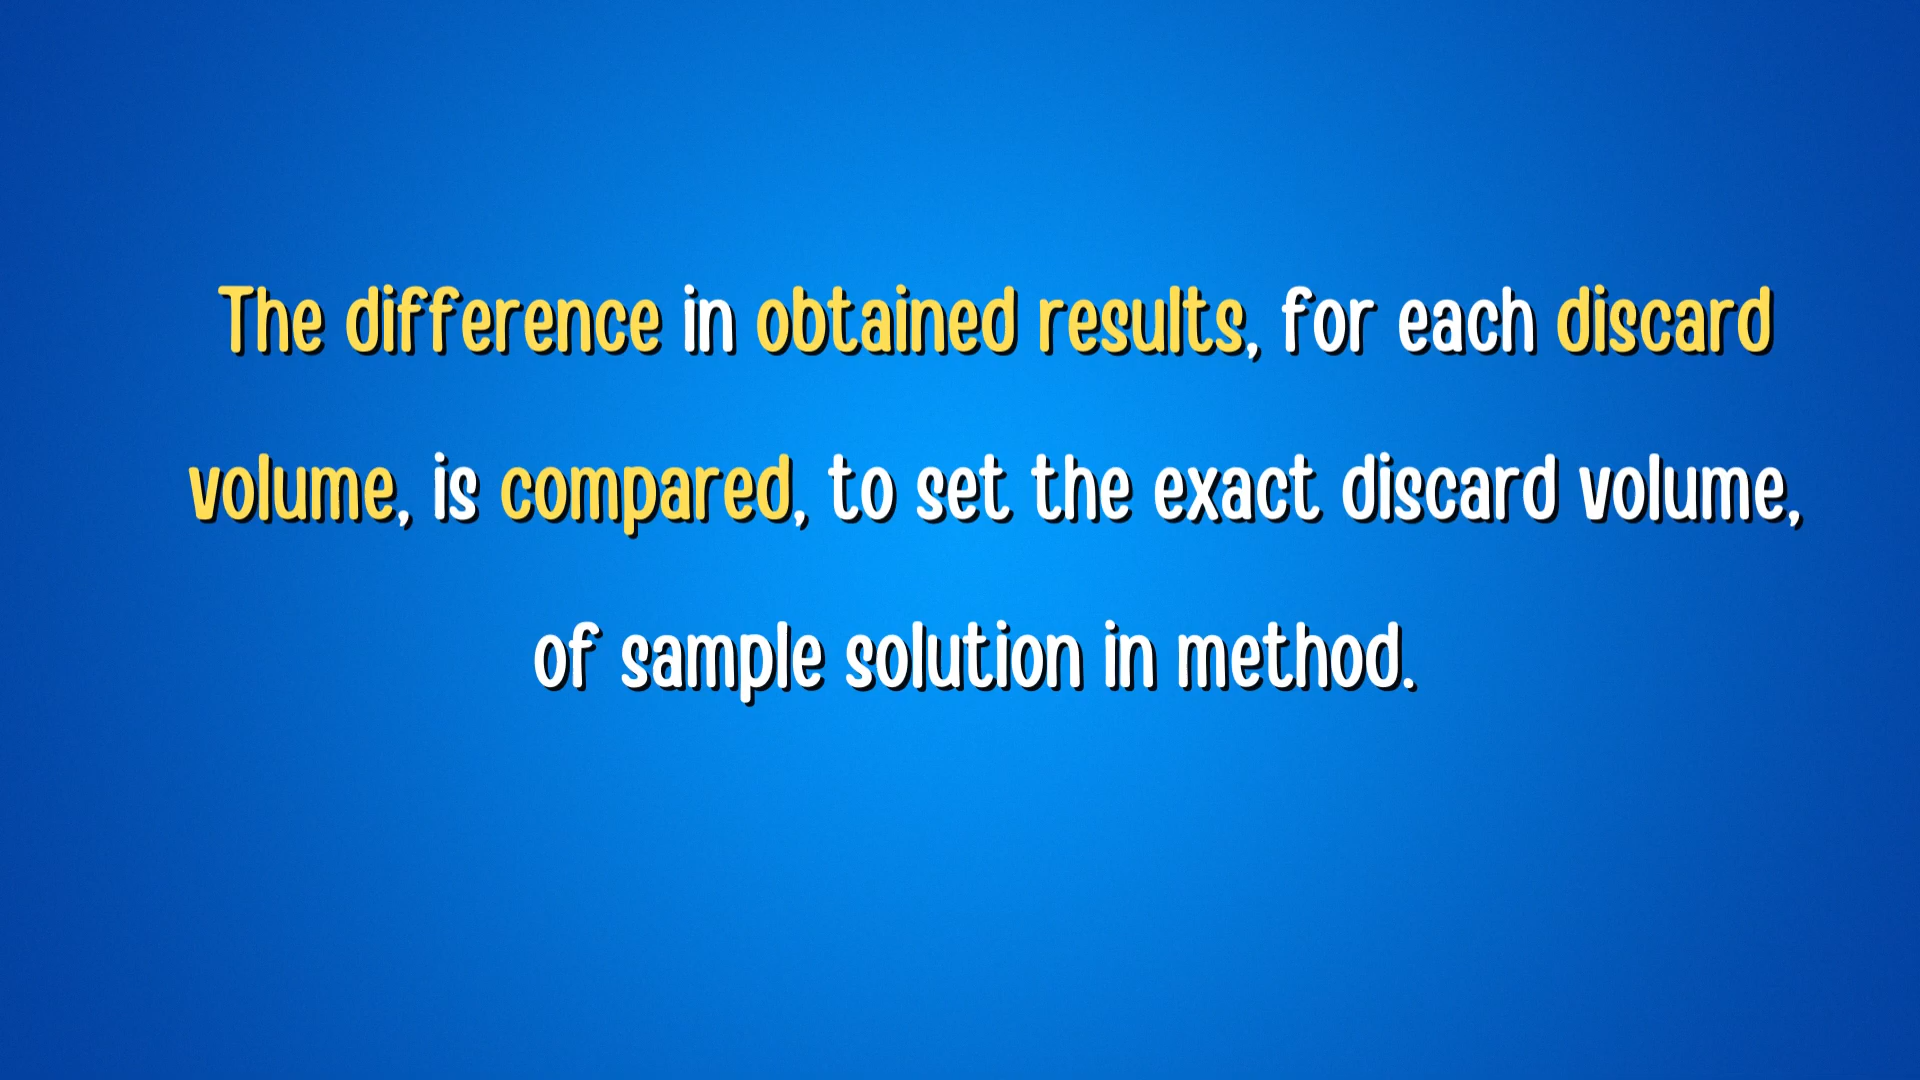 The difference in obtained results, for each discard
volume, is compared, to set the exact discard volume,
of sample solution in method.